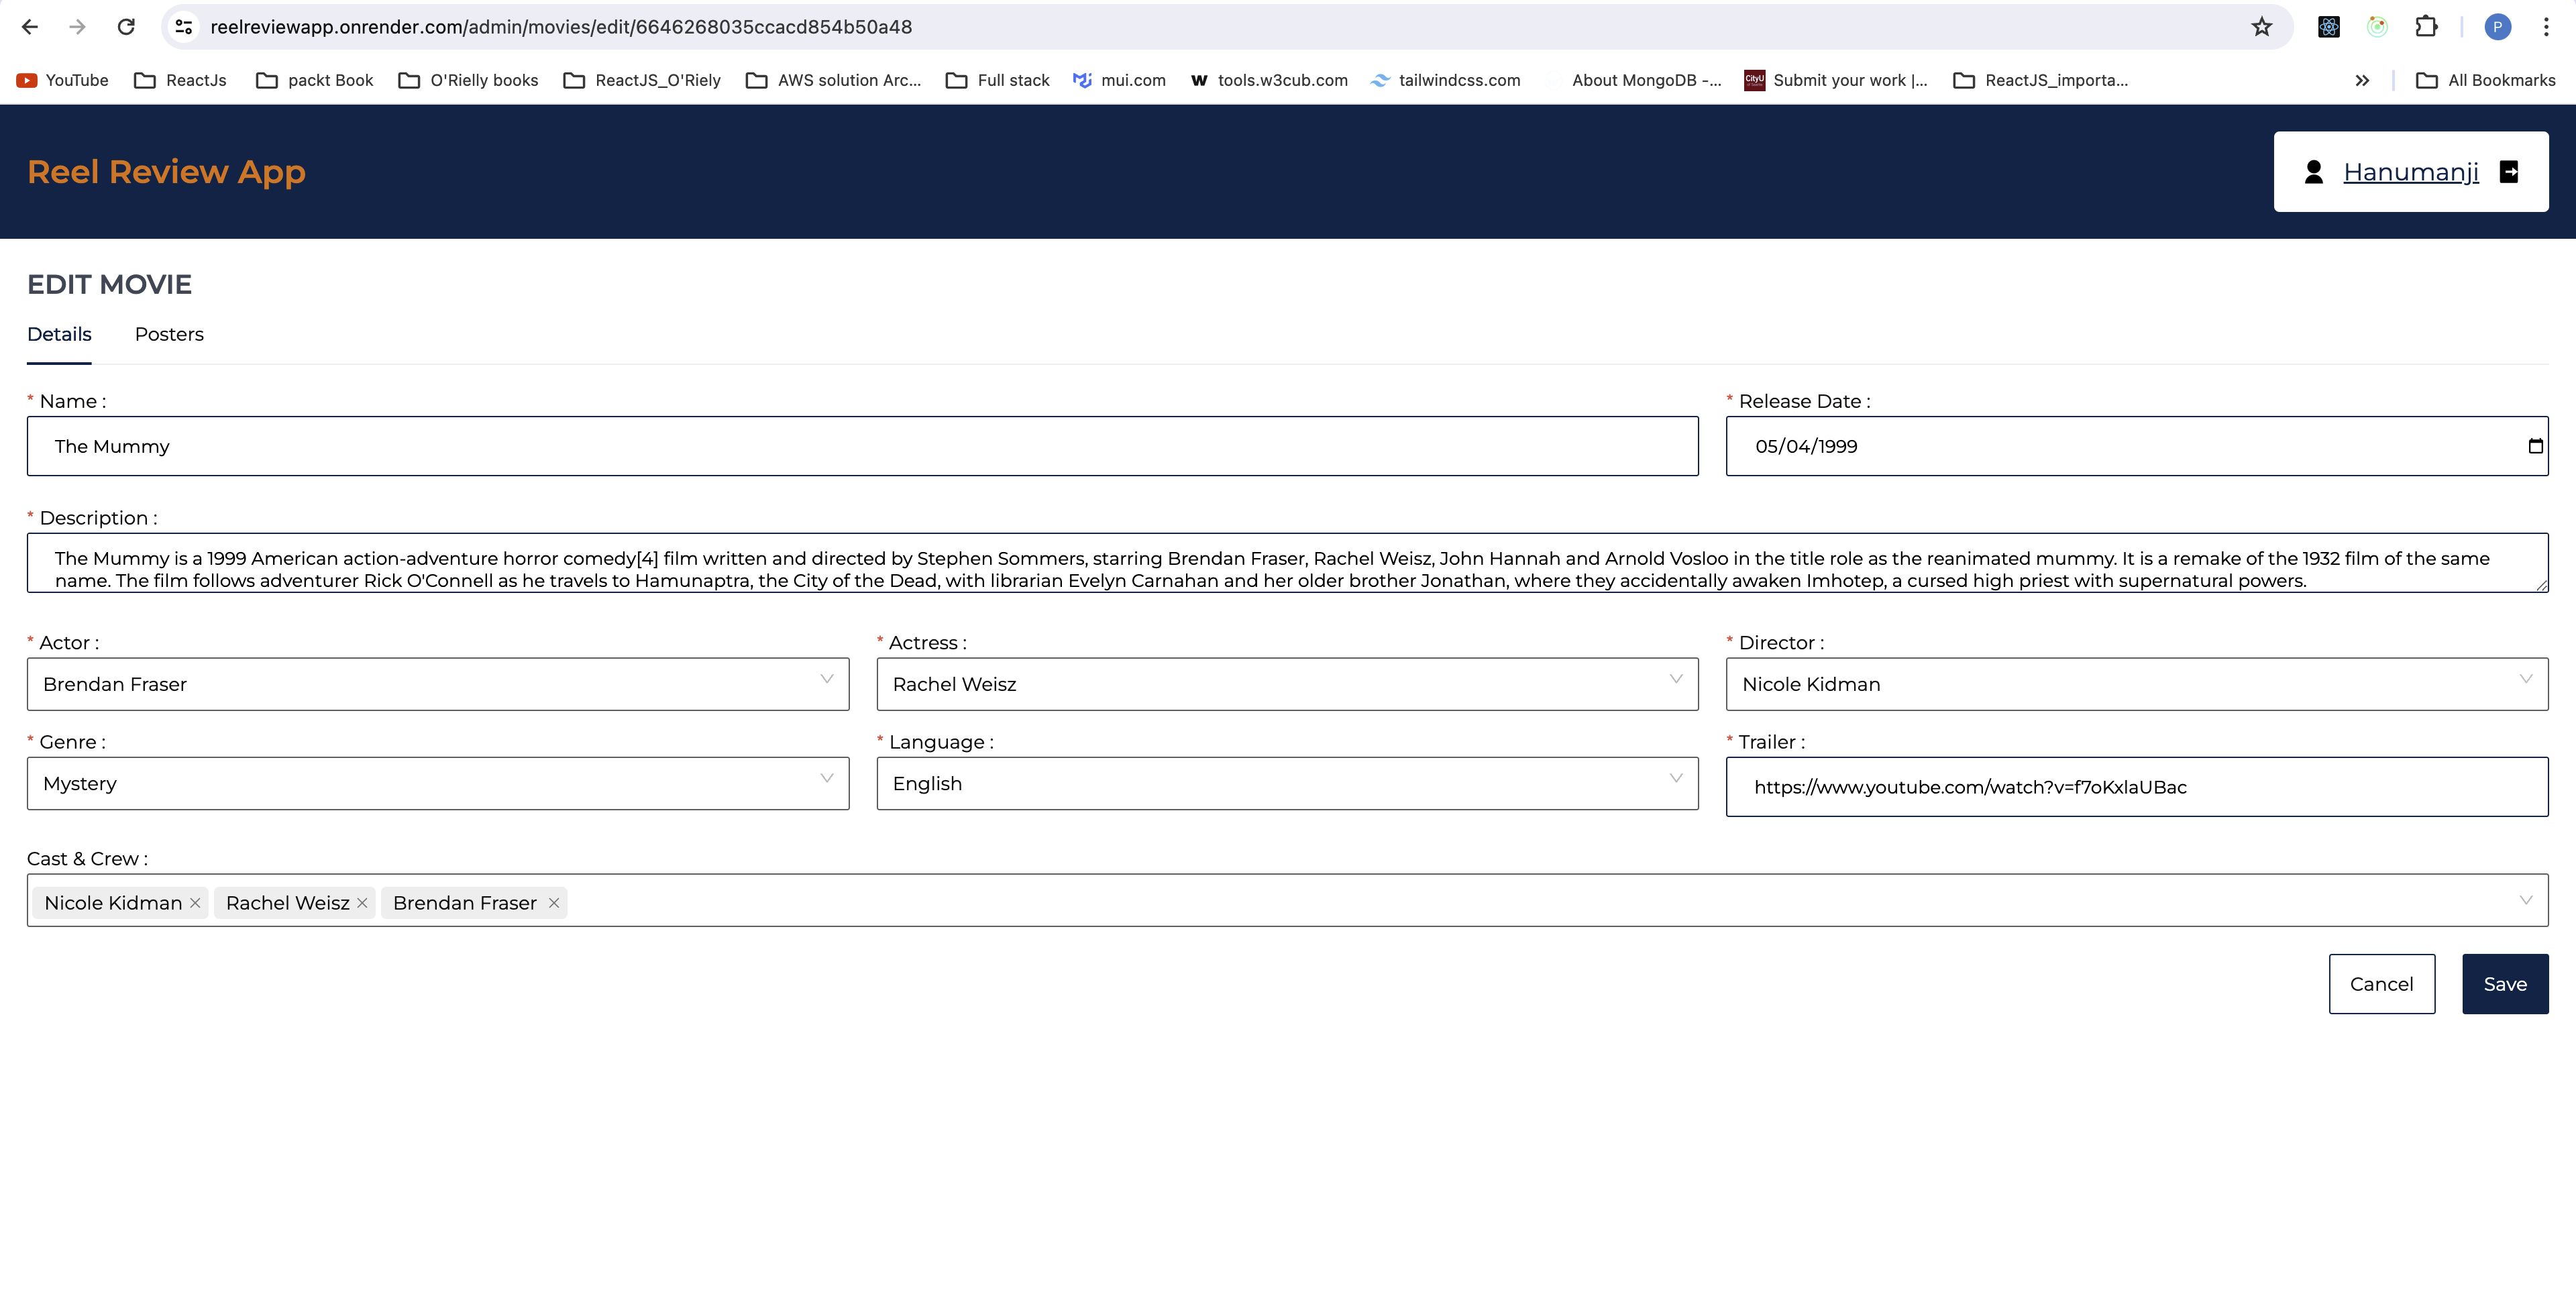 reelreviewapp.onrender.com/admin/movies/edit/6646268035ccacd854b50a48
P
YouTube ReactJs packt Book O'Rielly books ReactJS_O'Riely AWS solution Arc... Full stack mui.com W tools.w3cub.com tailwindcss.com About MongoDB -... CityU Submit your work |... ReactJS_importa... » All Bookmarks
Reel Review App
Hanumanji
EDIT MOVIE
Details Posters
* Name : * Release Date :
The Mummy 05/04/1999
* Description :
The Mummy is a 1999 American action-adventure horror comedy[4] film written and directed by Stephen Sommers, starring Brendan Fraser, Rachel Weisz, John Hannah and Arnold Vosloo in the title role as the reanimated mummy. It is a remake of the 1932 film of the same
name. The film follows adventurer Rick O'Connell as he travels to Hamunaptra, the City of the Dead, with librarian Evelyn Carnahan and her older brother Jonathan, where they accidentally awaken Imhotep, a cursed high priest with supernatural powers.
* Actor : * Actress : * Director :
Brendan Fraser Rachel Weisz Nicole Kidman
* Genre : * Language : * Trailer :
Mystery English https://www.youtube.com/watch?v=f7oKxlaUBac
Cast & Crew :
Nicole Kidman Rachel Weisz Brendan Fraser
Cancel Save